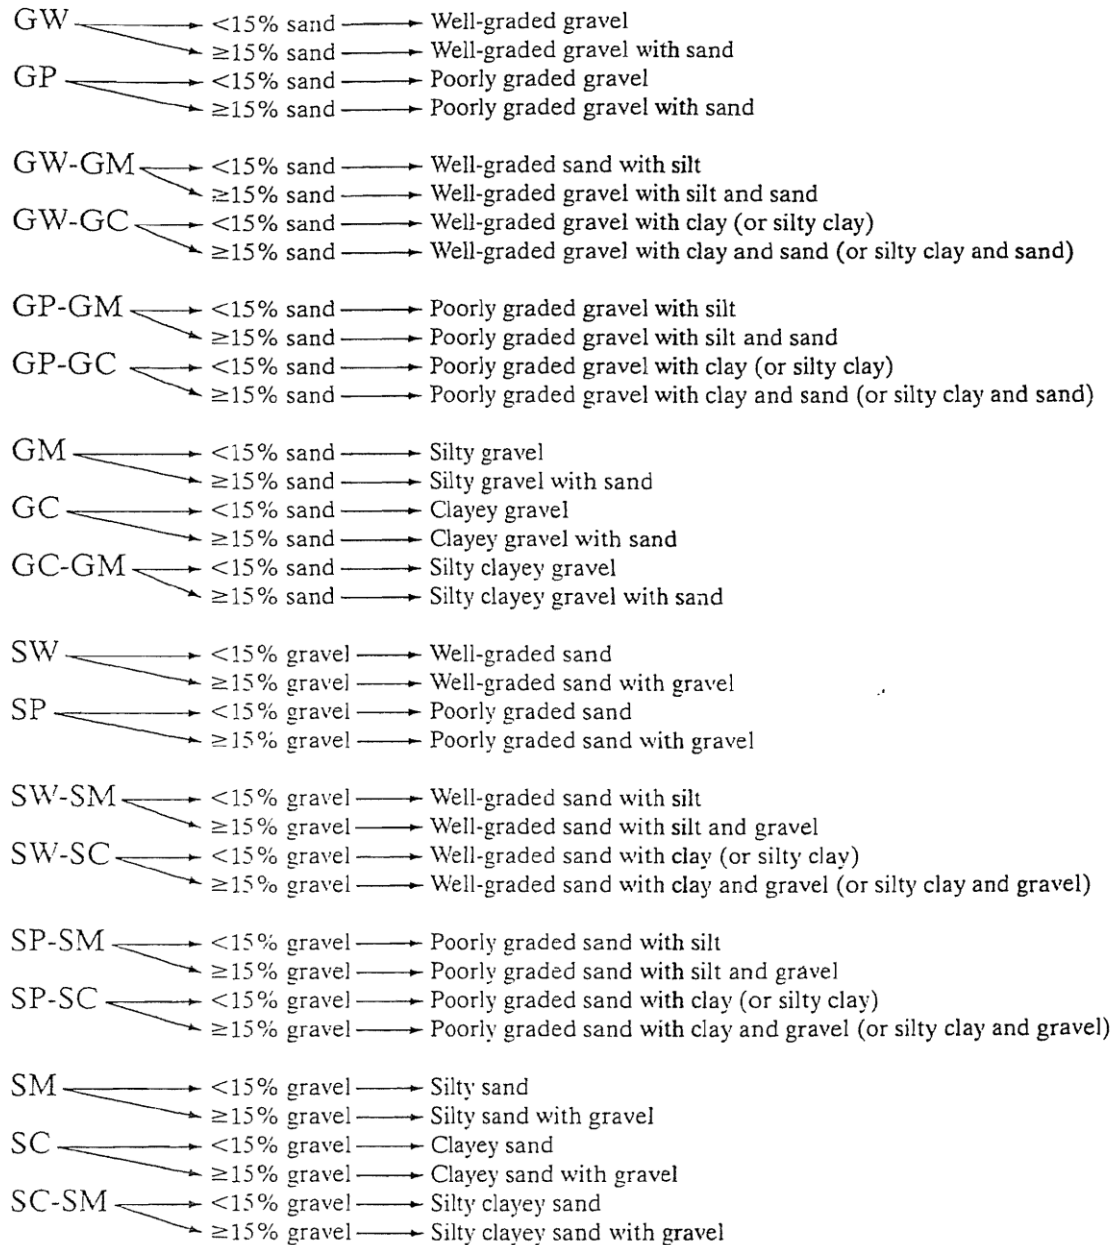 GW <15% sand Well-graded gravel
≥15% sand Well-graded gravel with sand
GP <15% sand Poorly graded gravel
≥15% sand Poorly graded gravel with sand
GW-GM <15% sand Well-graded sand with silt
≥15% sand Well-graded gravel with silt and sand
GW-GC <15% sand Well-graded gravel with clay (or silty clay)
≥15% sand Well-graded gravel with clay and sand (or silty clay and sand)
GP-GM <15% sand Poorly graded gravel with silt
≥15% sand Poorly graded gravel with silt and sand
GP-GC <15% sand Poorly graded gravel with clay (or silty clay)
≥15% sand Poorly graded gravel with clay and sand (or silty clay and sand)
GM <15% sand Silty gravel
≥15% sand Silty gravel with sand
GC <15% sand Clayey gravel
≥15% sand Clayey gravel with sand
GC-GM <15% sand Silty clayey gravel
≥15% sand Silty clayey gravel with sand
SW <15% gravel Well-graded sand
≥15% gravel Well-graded sand with gravel
SP <15% gravel Poorly graded sand
≥15% gravel Poorly graded sand with gravel
SW-SM <15% gravel Well-graded sand with silt
≥15% gravel Well-graded sand with silt and gravel
SW-SC <15% gravel Well-graded sand with clay (or silty clay)
≥15% gravel Well-graded sand with clay and gravel (or silty clay and gravel)
SP-SM <15% gravel Poorly graded sand with silt
≥15% gravel Poorly graded sand with silt and gravel
SP-SC <15% gravel Poorly graded sand with clay (or silty clay)
≥15% gravel Poorly graded sand with clay and gravel (or silty clay and gravel)
SM <15% gravel Silty sand
≥15% gravel Silty sand with gravel
SC <15% gravel Clayey sand
≥15% gravel Clayey sand with gravel
SC-SM <15% gravel Silty clayey sand
≥15% gravel Silty clayey sand with gravel